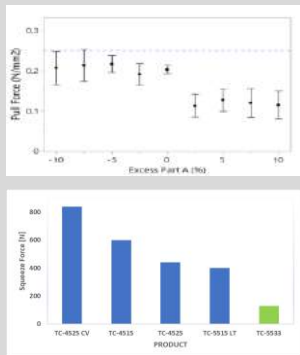 0.3
0.2
0.1
0
Pull Force (N/mm2)
-10 -5 0 5 10
Excess Part A (%)
800
600
400
200
0
Squeeze Force [N]
TC-4525 CV TC-4515 TC-4525 TC-5515 LT TC-5533
PRODUCT